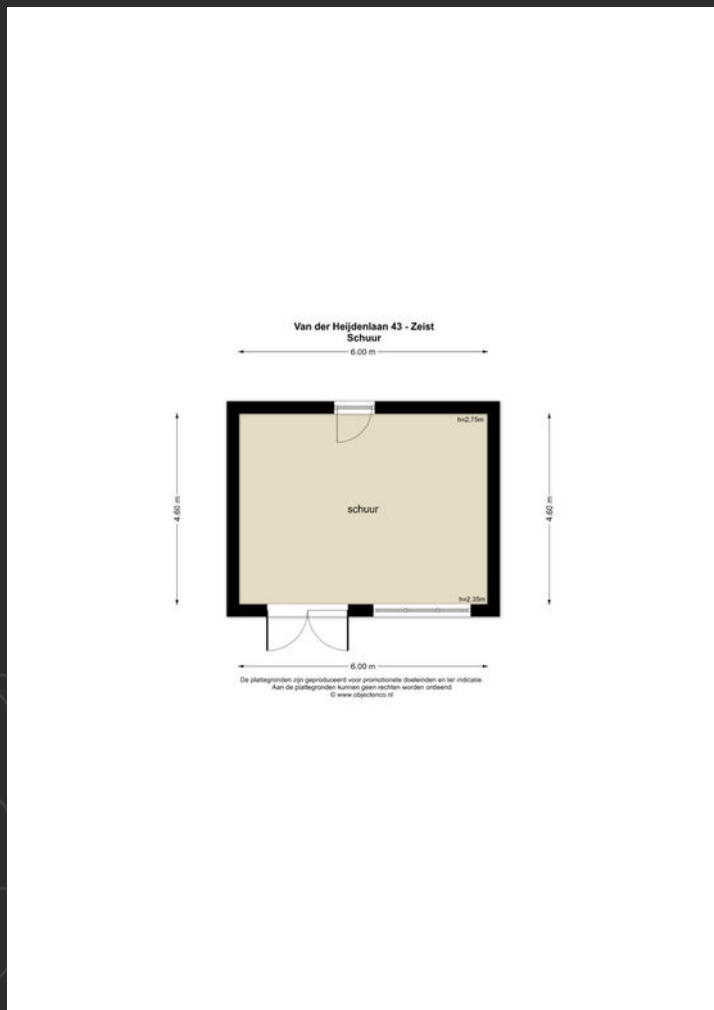 Van der Heijdenlaan 43 - Zeist
Schuur
6.00 m
h=2,75m
4.60 m
schuur
4.60 m
h=2,35m
6.00 m
De plattegronden zijn geproduceerd voor promotionele doeleinden en ter indicatie.
Aan de plattegronden kunnen geen rechten worden ontleend
© www.objectenco.nl